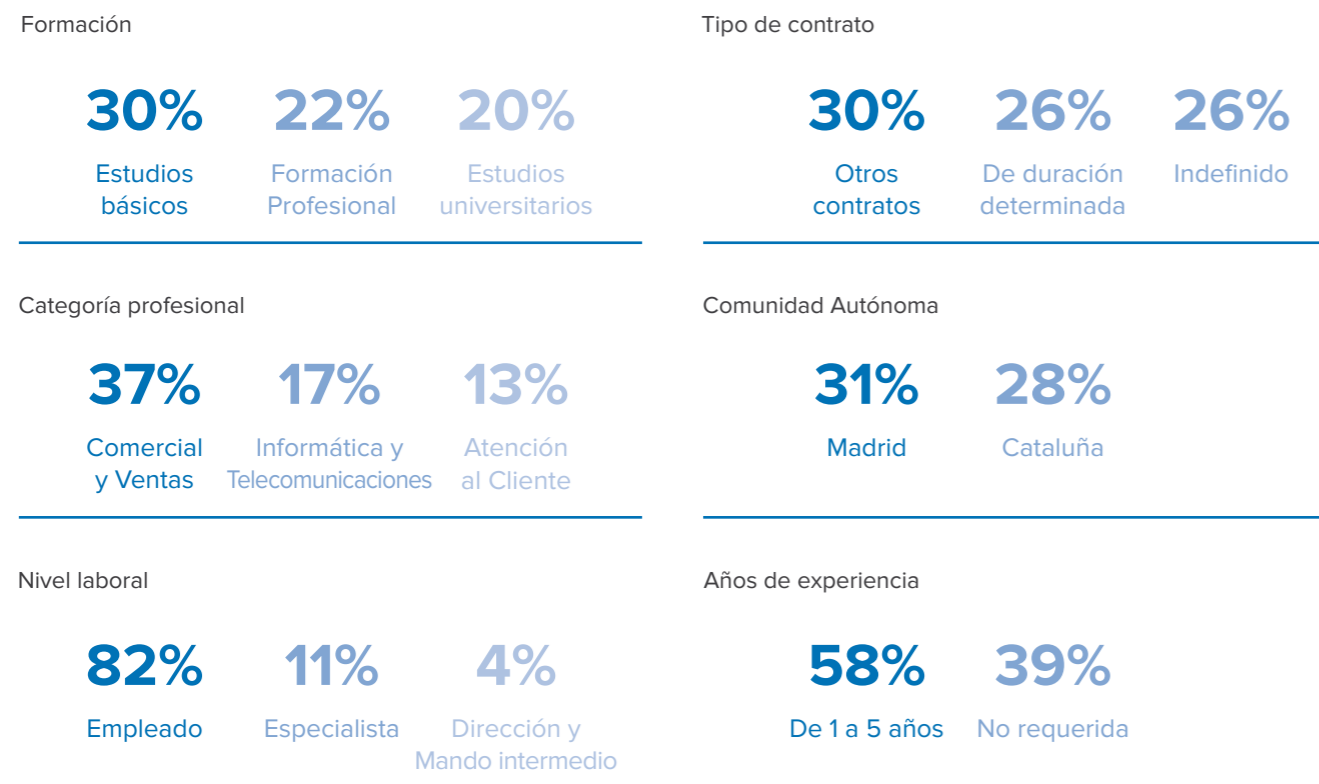 Formación
30%
22%
20%
Estudios
básicos
Formación
Profesional
Estudios
universitarios
Tipo de contrato
30%
26%
26%
Otros
contratos
De duración
determinada
Indefinido
Categoría profesional
37%
17%
13%
Comercial
y Ventas
Informática y
Telecomunicaciones
Atención
al Cliente
Comunidad Autónoma
31%
28%
Madrid
Cataluña
Nivel laboral
82%
11%
4%
Empleado
Especialista
Dirección y
Mando intermedio
Años de experiencia
58%
39%
De 1 a 5 años
No requerida